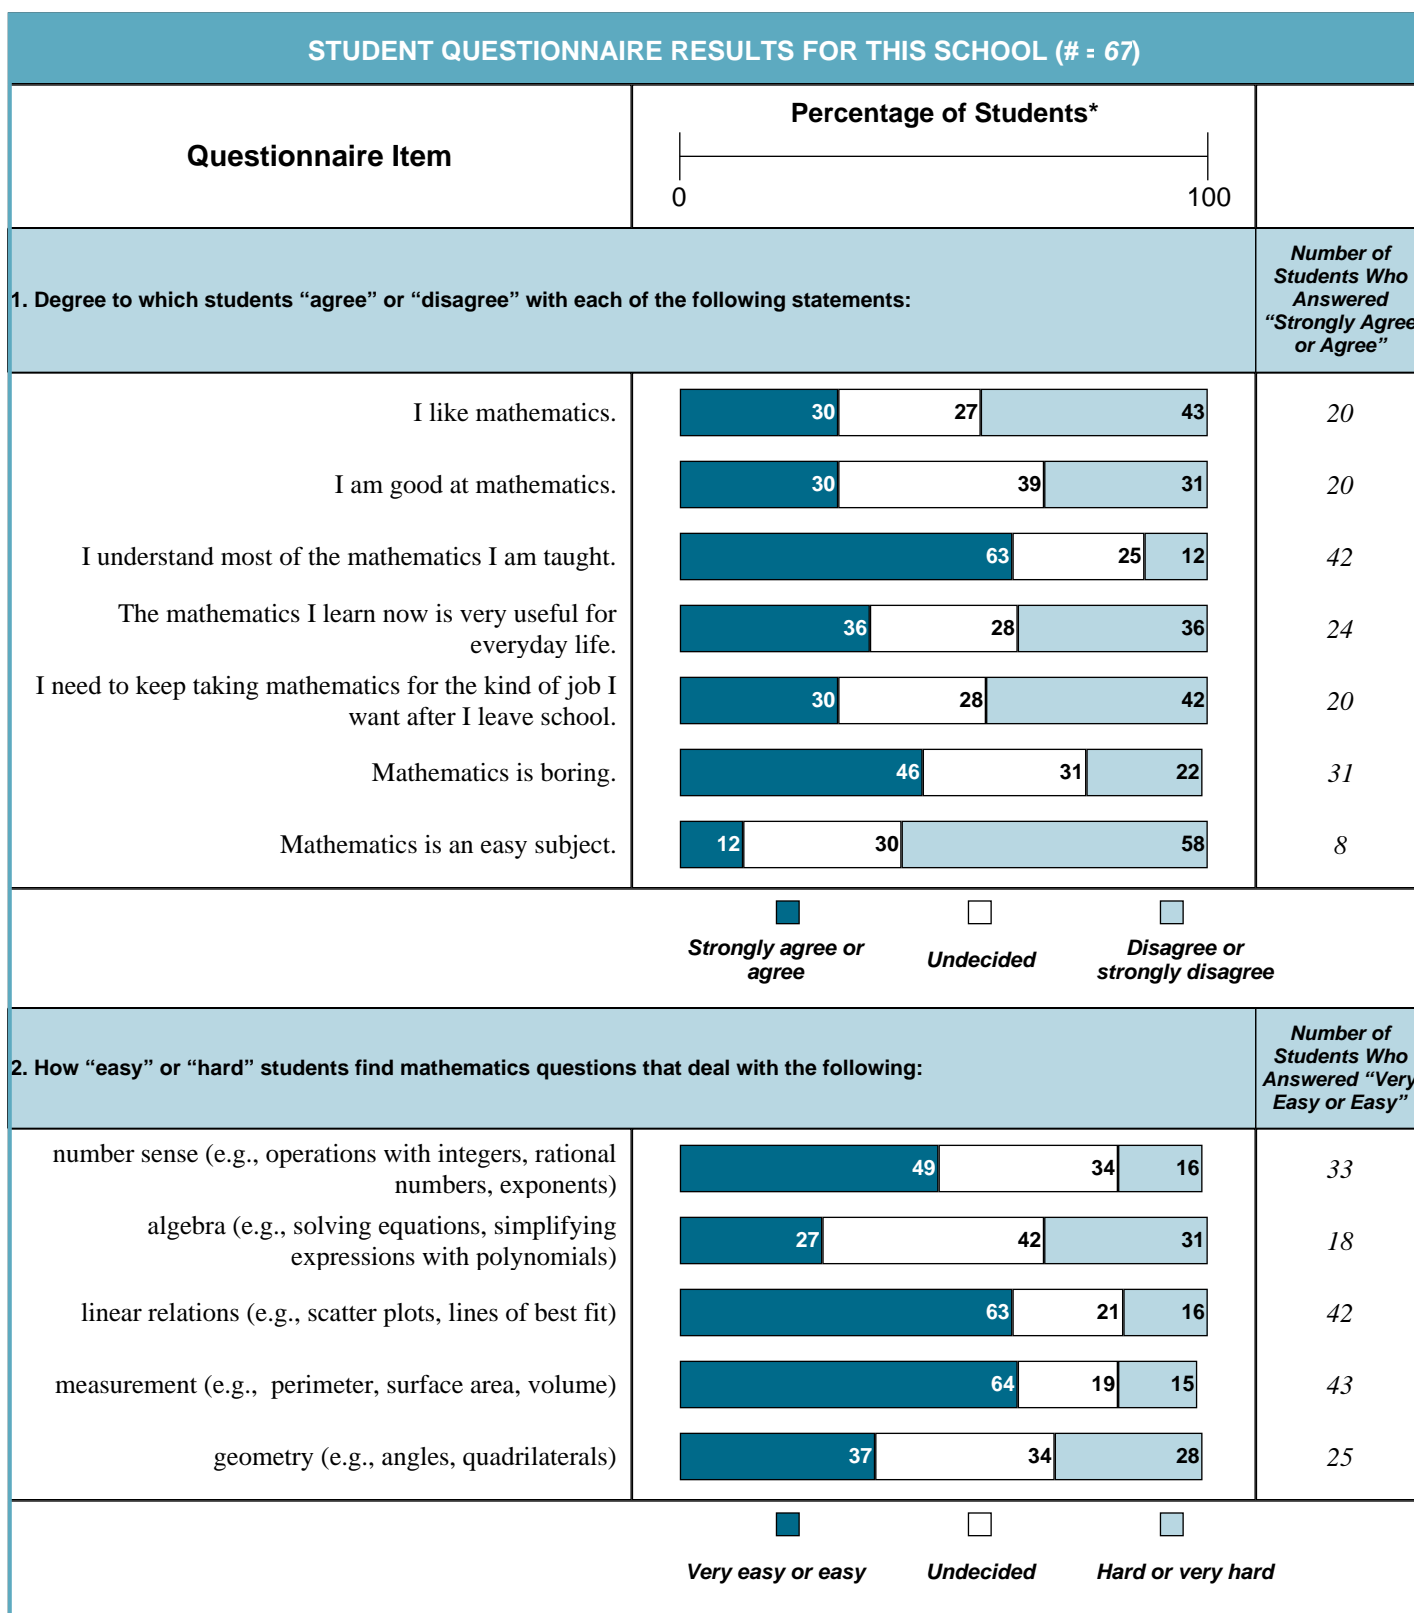 STUDENT QUESTIONNAIRE RESULTS FOR THIS SCHOOL (# = 67)
Questionnaire Item
Percentage of Students*
0 100
1. Degree to which students “agree” or “disagree” with each of the following statements:
Number of
Students Who
Answered
“Strongly Agree
or Agree”
I like mathematics.
30 27 43
20
I am good at mathematics.
30 39 31
20
I understand most of the mathematics I am taught.
63 25 12
42
The mathematics I learn now is very useful for
everyday life.
36 28 36
24
I need to keep taking mathematics for the kind of job I
want after I leave school.
30 28 42
20
Mathematics is boring.
46 31 22
31
Mathematics is an easy subject.
12 30 58
8
Strongly agree or
agree
Undecided
Disagree or
strongly disagree
2. How “easy” or “hard” students find mathematics questions that deal with the following:
Number of
Students Who
Answered “Very
Easy or Easy”
number sense (e.g., operations with integers, rational
numbers, exponents)
49 34 16
33
algebra (e.g., solving equations, simplifying
expressions with polynomials)
27 42 31
18
linear relations (e.g., scatter plots, lines of best fit)
63 21 16
42
measurement (e.g., perimeter, surface area, volume)
64 19 15
43
geometry (e.g., angles, quadrilaterals)
37 34 28
25
Very easy or easy
Undecided
Hard or very hard